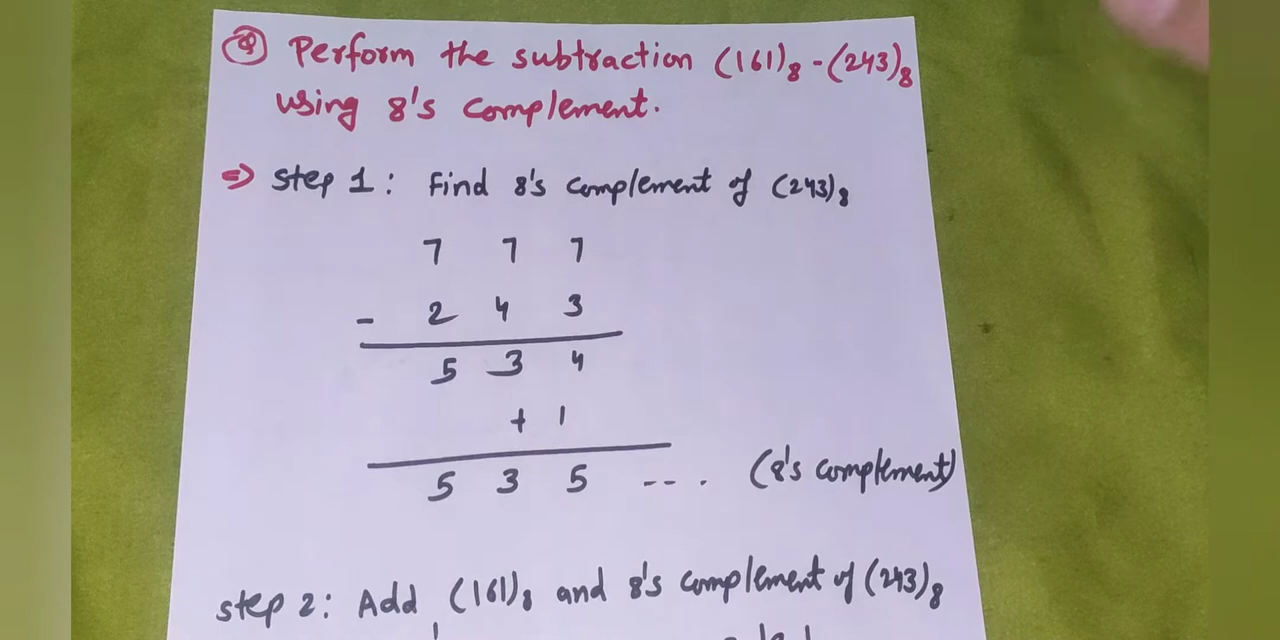 Q Perform the subtraction (161)8 - (243)8
using 8's complement.
=> Step 1: Find 8's complement of (243)8
7 7 7
- 2 4 3
5 3 4
+ 1
5 3 5 --- . (8's complement)
Step 2: Add (161)8 and 8's complement of (243)8